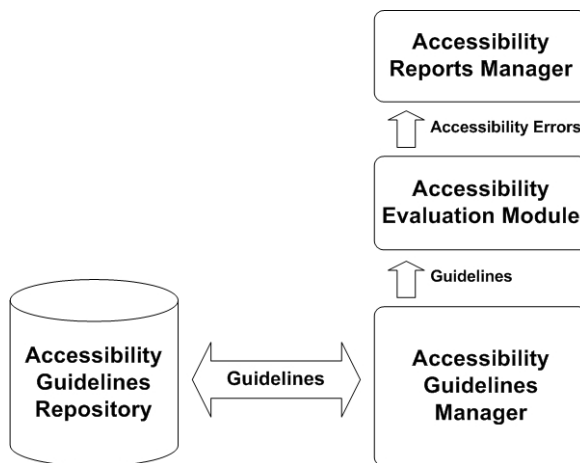 Accessibility
Reports Manager
Accessibility Errors
Accessibility
Evaluation Module
Guidelines
Accessibility
Guidelines
Repository
Guidelines
Accessibility
Guidelines
Manager